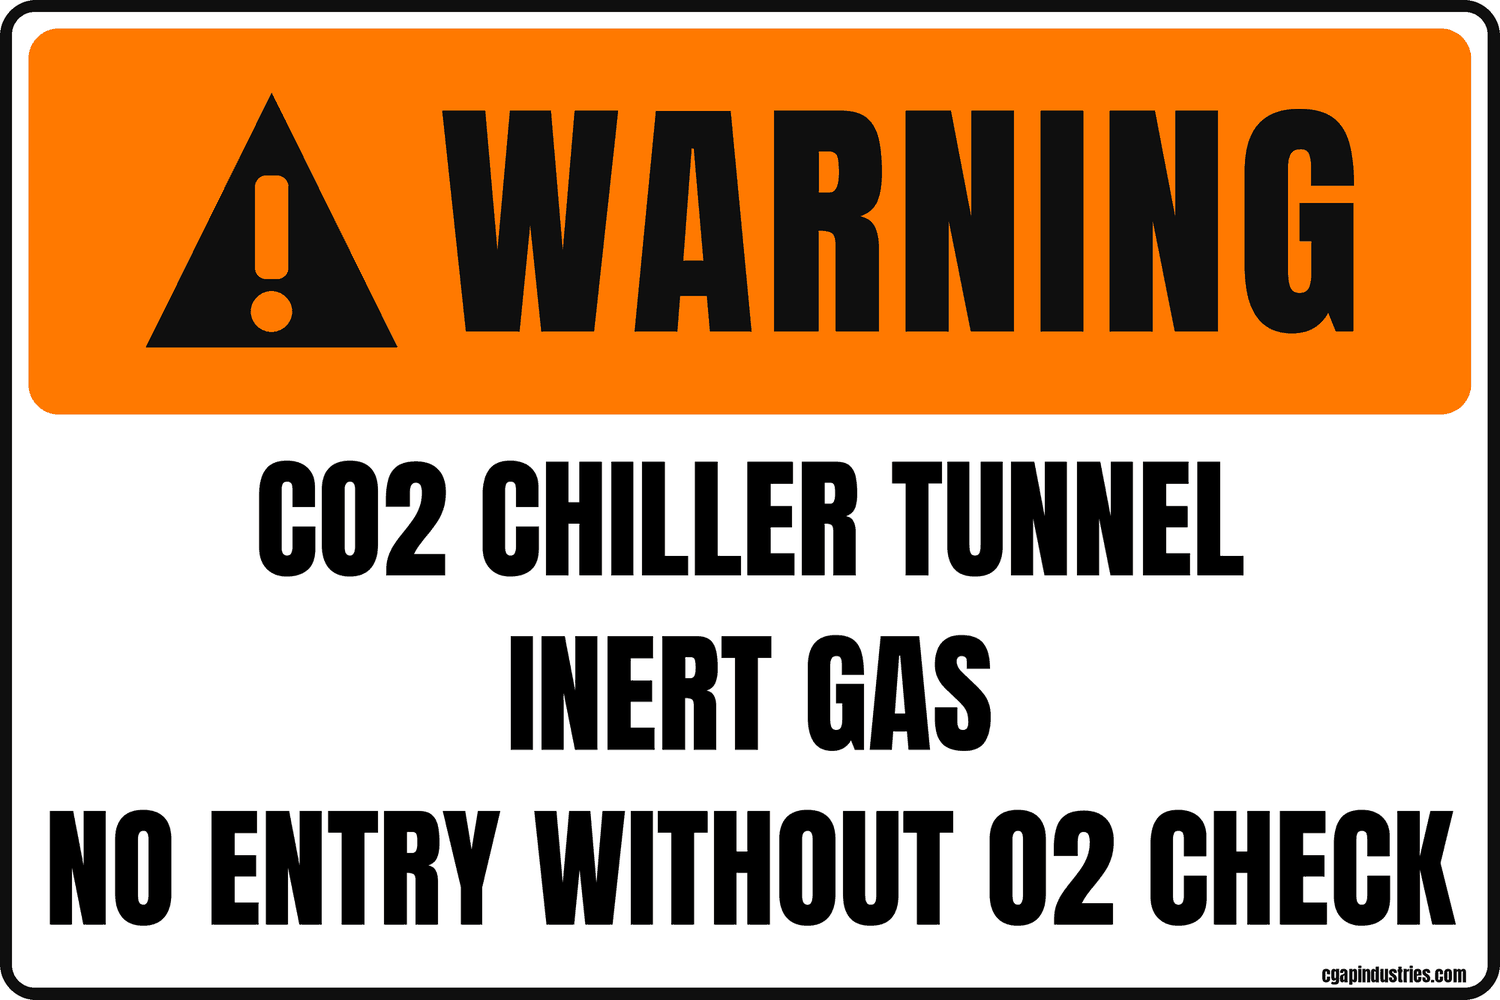 WARNING
CO2 CHILLER TUNNEL
INERT GAS
NO ENTRY WITHOUT O2 CHECK
cgapindustries.com